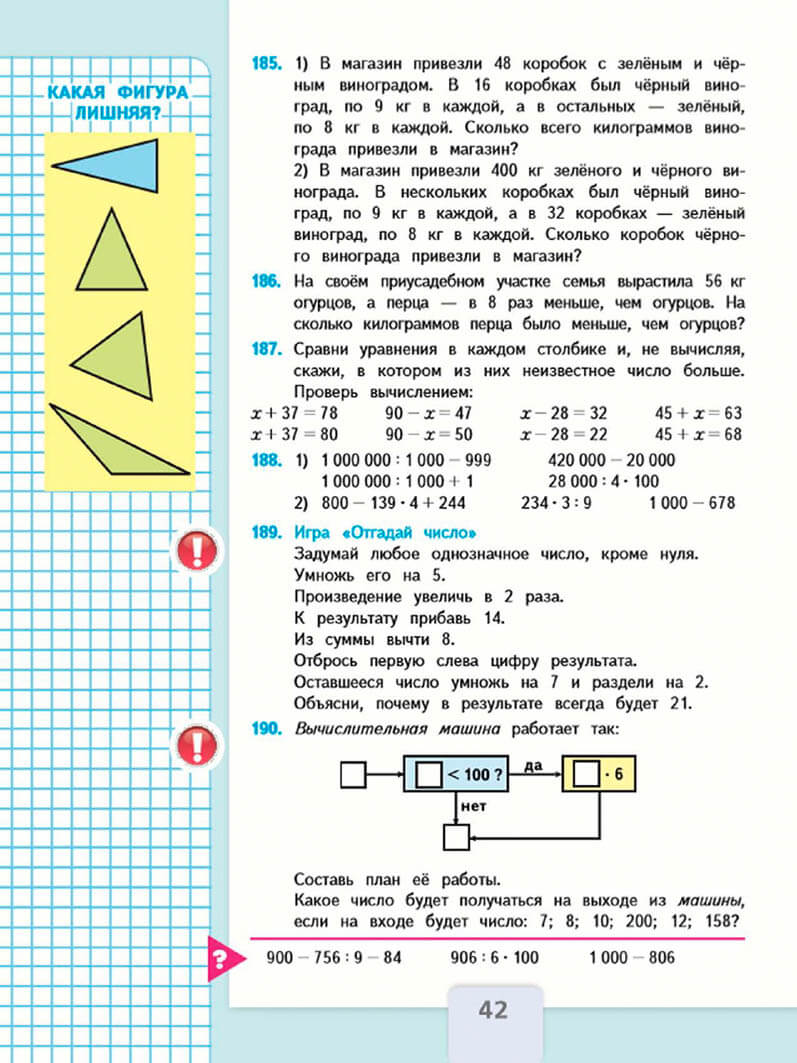 КАКАЯ ФИГУРА
ЛИШНЯЯ?
185. 1) В магазин привезли 48 коробок с зелёным и чёр-
ным виноградом. В 16 коробках был чёрный вино-
град, по 9 кг в каждой, а в остальных — зелёный,
по 8 кг в каждой. Сколько всего килограммов вино-
града привезли в магазин?
2) В магазин привезли 400 кг зелёного и чёрного ви-
нограда. В нескольких коробках был чёрный вино-
град, по 9 кг в каждой, а в 32 коробках — зелёный
виноград, по 8 кг в каждой. Сколько коробок чёрно-
го винограда привезли в магазин?
186. На своём приусадебном участке семья вырастила 56 кг
огурцов, а перца — в 8 раз меньше, чем огурцов. На
сколько килограммов перца было меньше, чем огурцов?
187. Сравни уравнения в каждом столбике и, не вычисляя,
скажи, в котором из них неизвестное число больше.
Проверь вычислением:
x + 37 = 78 90 − x = 47 x − 28 = 32 45 + x = 63
x + 37 = 80 90 − x = 50 x − 28 = 22 45 + x = 68
188. 1) 1 000 000 : 1 000 − 999 420 000 − 20 000
1 000 000 : 1 000 + 1 28 000 : 4 · 100
2) 800 − 139 · 4 + 244 234 · 3 : 9 1 000 − 678
189. Игра «Отгадай число»
Задумай любое однозначное число, кроме нуля.
Умножь его на 5.
Произведение увеличь в 2 раза.
К результату прибавь 14.
Из суммы вычти 8.
Отбрось первую слева цифру результата.
Оставшееся число умножь на 7 и раздели на 2.
Объясни, почему в результате всегда будет 21.
190. Вычислительная машина работает так:
< 100 ? да · 6
нет
Составь план её работы.
Какое число будет получаться на выходе из машины,
если на входе будет число: 7; 8; 10; 200; 12; 158?
? 900 − 756 : 9 − 84 906 : 6 · 100 1 000 − 806
42